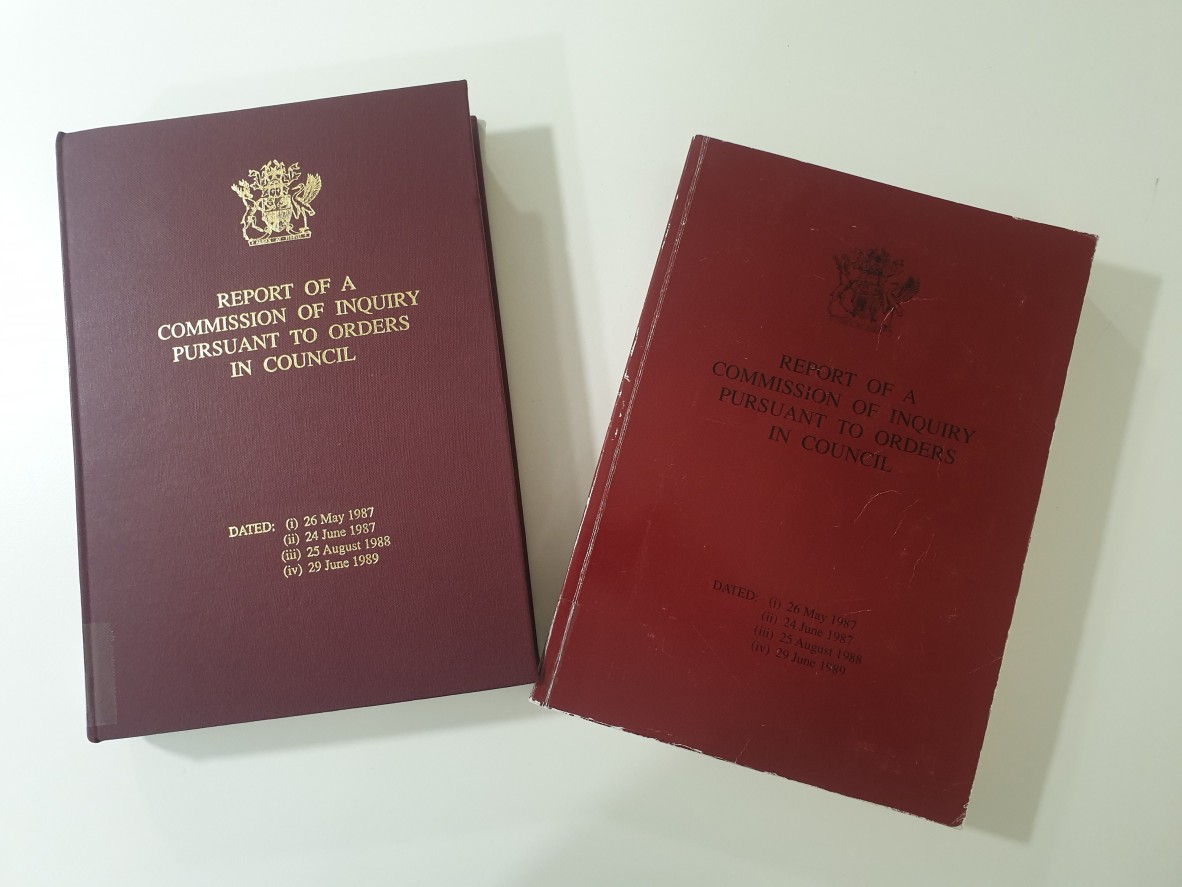 REPORT OF A
COMMISSION OF INQUIRY
PURSUANT TO ORDERS
IN COUNCIL
DATED: (i) 26 May 1987
(ii) 24 June 1987
(iii) 25 August 1988
(iv) 29 June 1989
REPORT OF A
COMMISSION OF INQUIRY
PURSUANT TO ORDERS
IN COUNCIL
DATED: (i) 26 May 1987
(ii) 24 June 1987
(iii) 25 August 1988
(iv) 29 June 1989